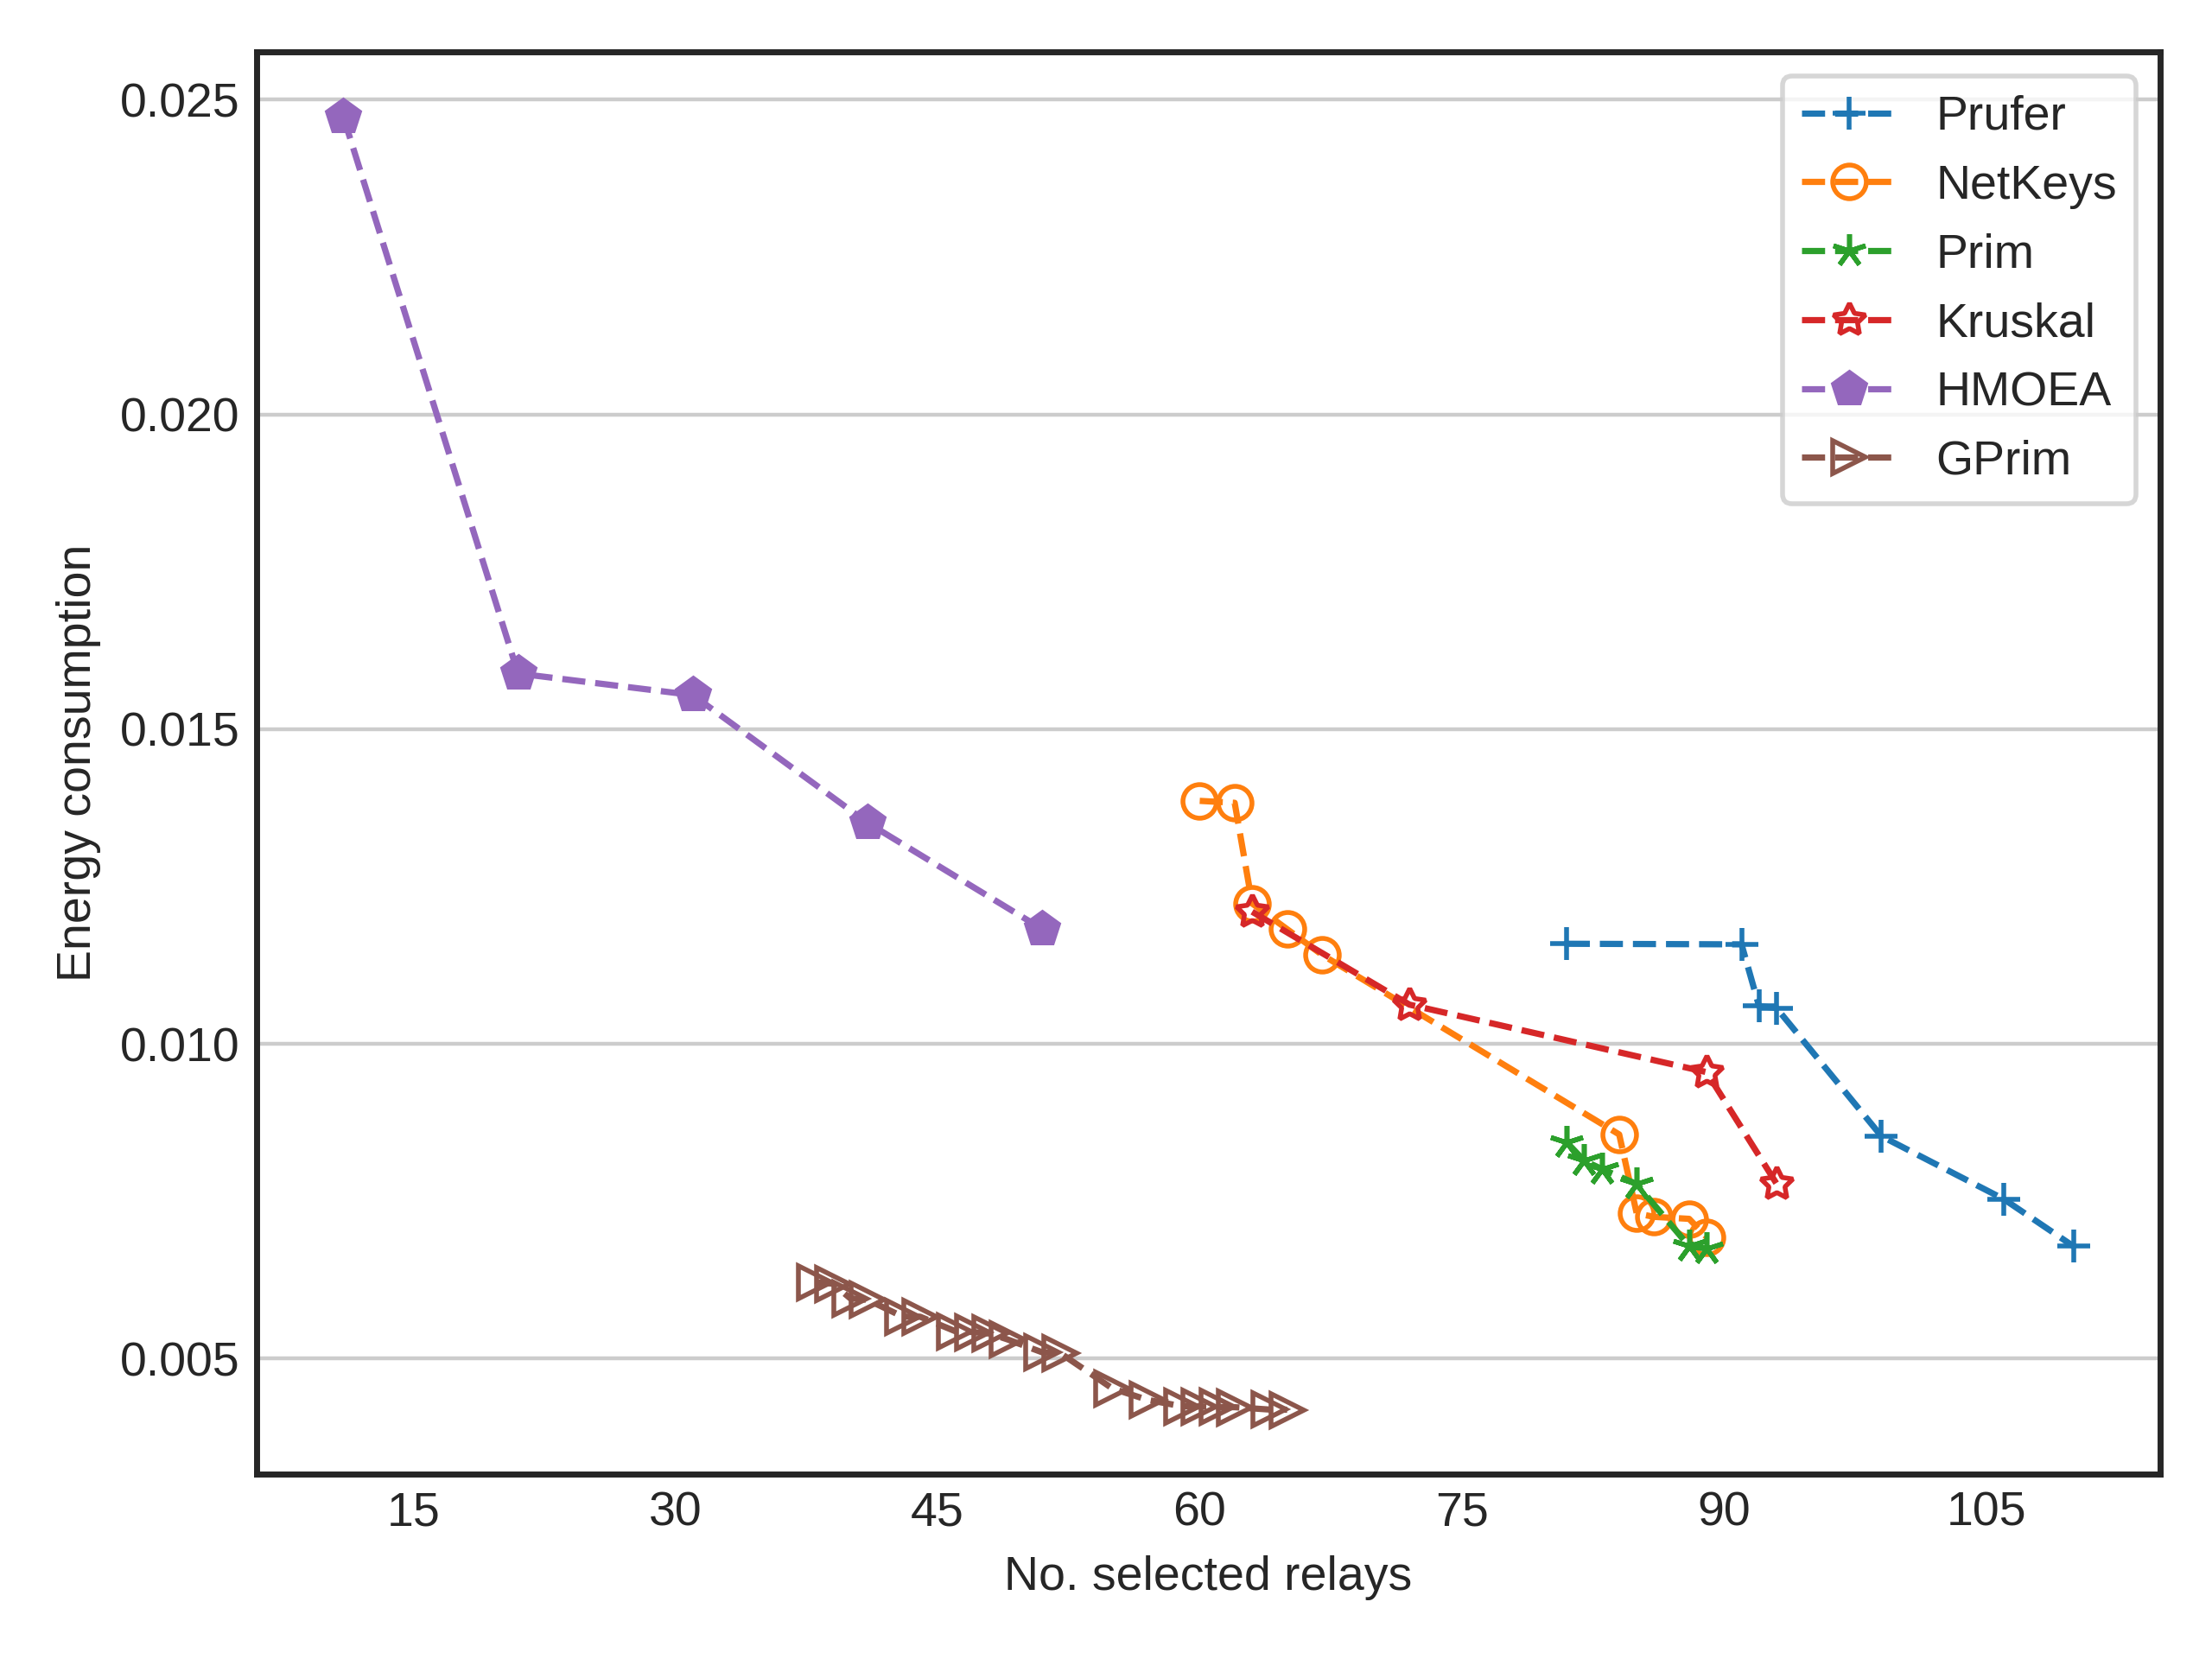 Energy consumption
0.025
0.020
0.015
0.010
0.005
15 30 45 60 75 90 105
No. selected relays
Prufer
NetKeys
Prim
Kruskal
HMOEA
GPrim